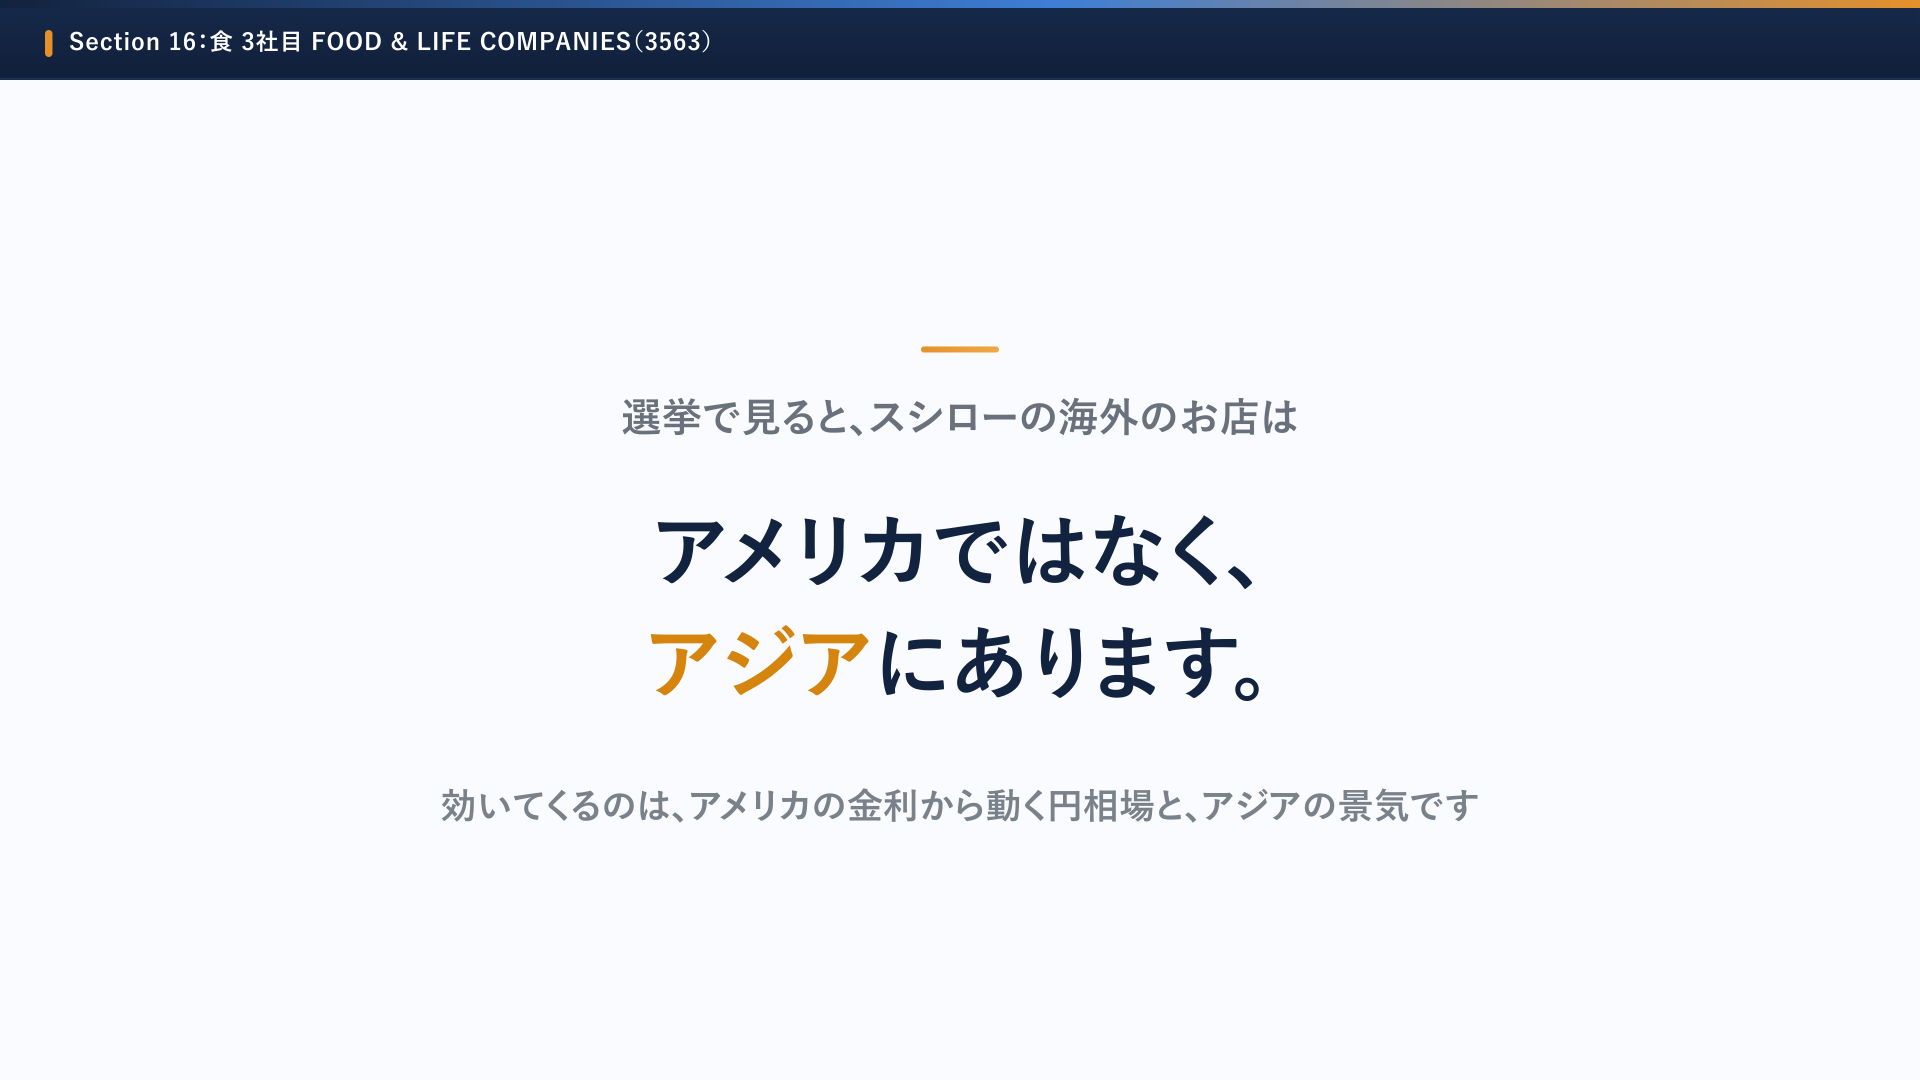 Section 16：食 3社目 FOOD & LIFE COMPANIES（3563）
選挙で見ると、スシローの海外のお店は
アメリカではなく、
アジアにあります。
効いてくるのは、アメリカの金利から動く円相場と、アジアの景気です